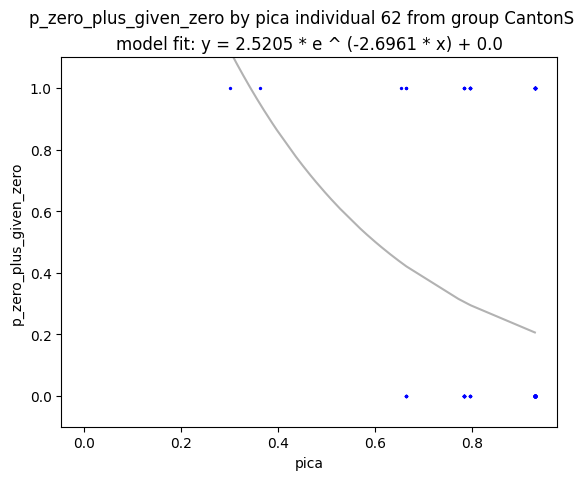 p_zero_plus_given_zero by pica individual 62 from group CantonS
model fit: y = 2.5205 * e ^ (-2.6961 * x) + 0.0
1.0
0.8
0.6
0.4
0.2
0.0
p_zero_plus_given_zero
0.0 0.2 0.4 0.6 0.8
pica